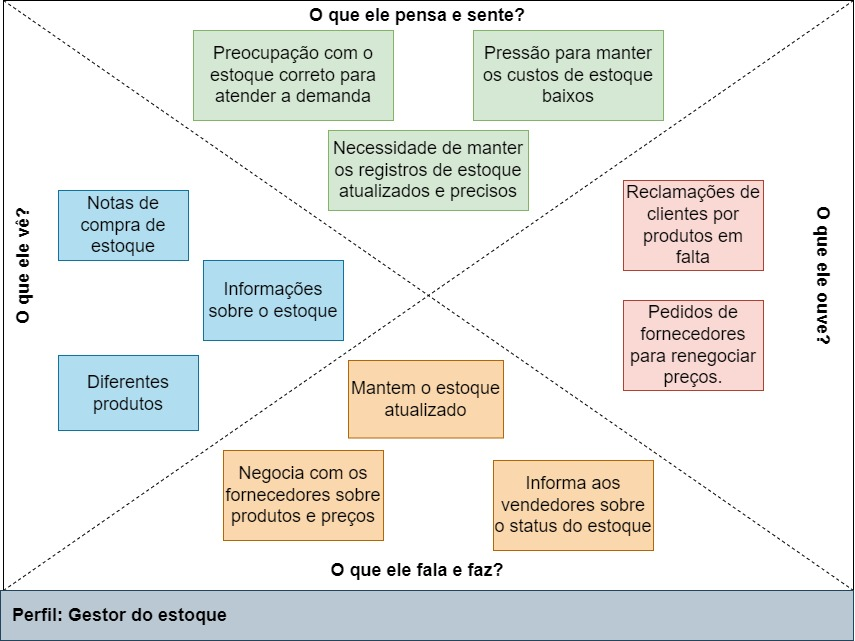 O que ele pensa e sente?
Preocupação com o
estoque correto para
atender a demanda
Pressão para manter
os custos de estoque
baixos
Necessidade de manter
os registros de estoque
atualizados e precisos
O que ele vê?
Notas de
compra de
estoque
Informações
sobre o estoque
Diferentes
produtos
Reclamações de
clientes por
produtos em
falta
Pedidos de
fornecedores
para renegociar
preços.
O que ele ouve?
Mantem o estoque
atualizado
Negocia com os
fornecedores sobre
produtos e preços
Informa aos
vendedores sobre
o status do estoque
O que ele fala e faz?
Perfil: Gestor do estoque